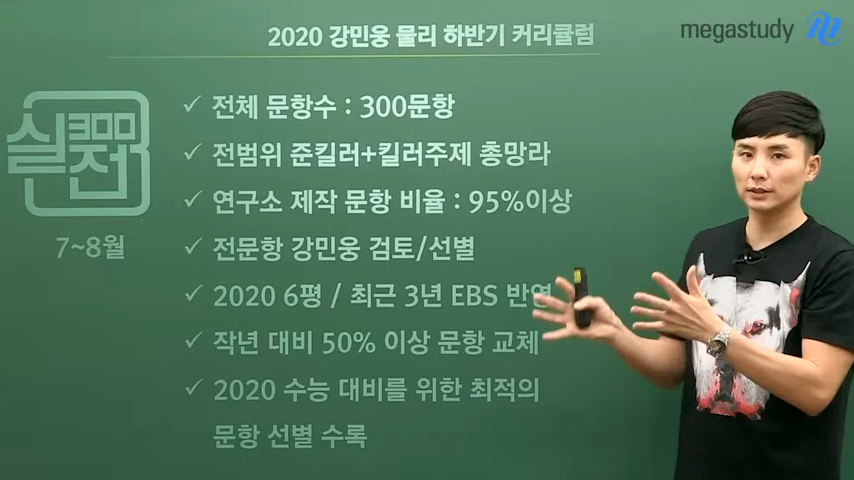 2020 강민웅 물리 하반기 커리큘럼
megastudy
실전 300
7~8월
✓ 전체 문항수 : 300문항
✓ 전범위 준킬러+킬러주제 총망라
✓ 연구소 제작 문항 비율 : 95%이상
✓ 전문항 강민웅 검토/선별
✓ 2020 6평 / 최근 3년 EBS 반영
✓ 작년 대비 50% 이상 문항 교체
✓ 2020 수능 대비를 위한 최적의
문항 선별 수록